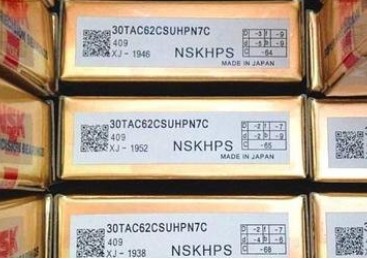 30TAC62CSUHPN7C
409
XJ - 1946
NSKHPS
MADE IN JAPAN
30TAC62CSUHPN7C
409
XJ - 1952
NSKHPS
MADE IN JAPAN
30TAC62CSUHPN7C
409
XJ - 1938
NSKHPS